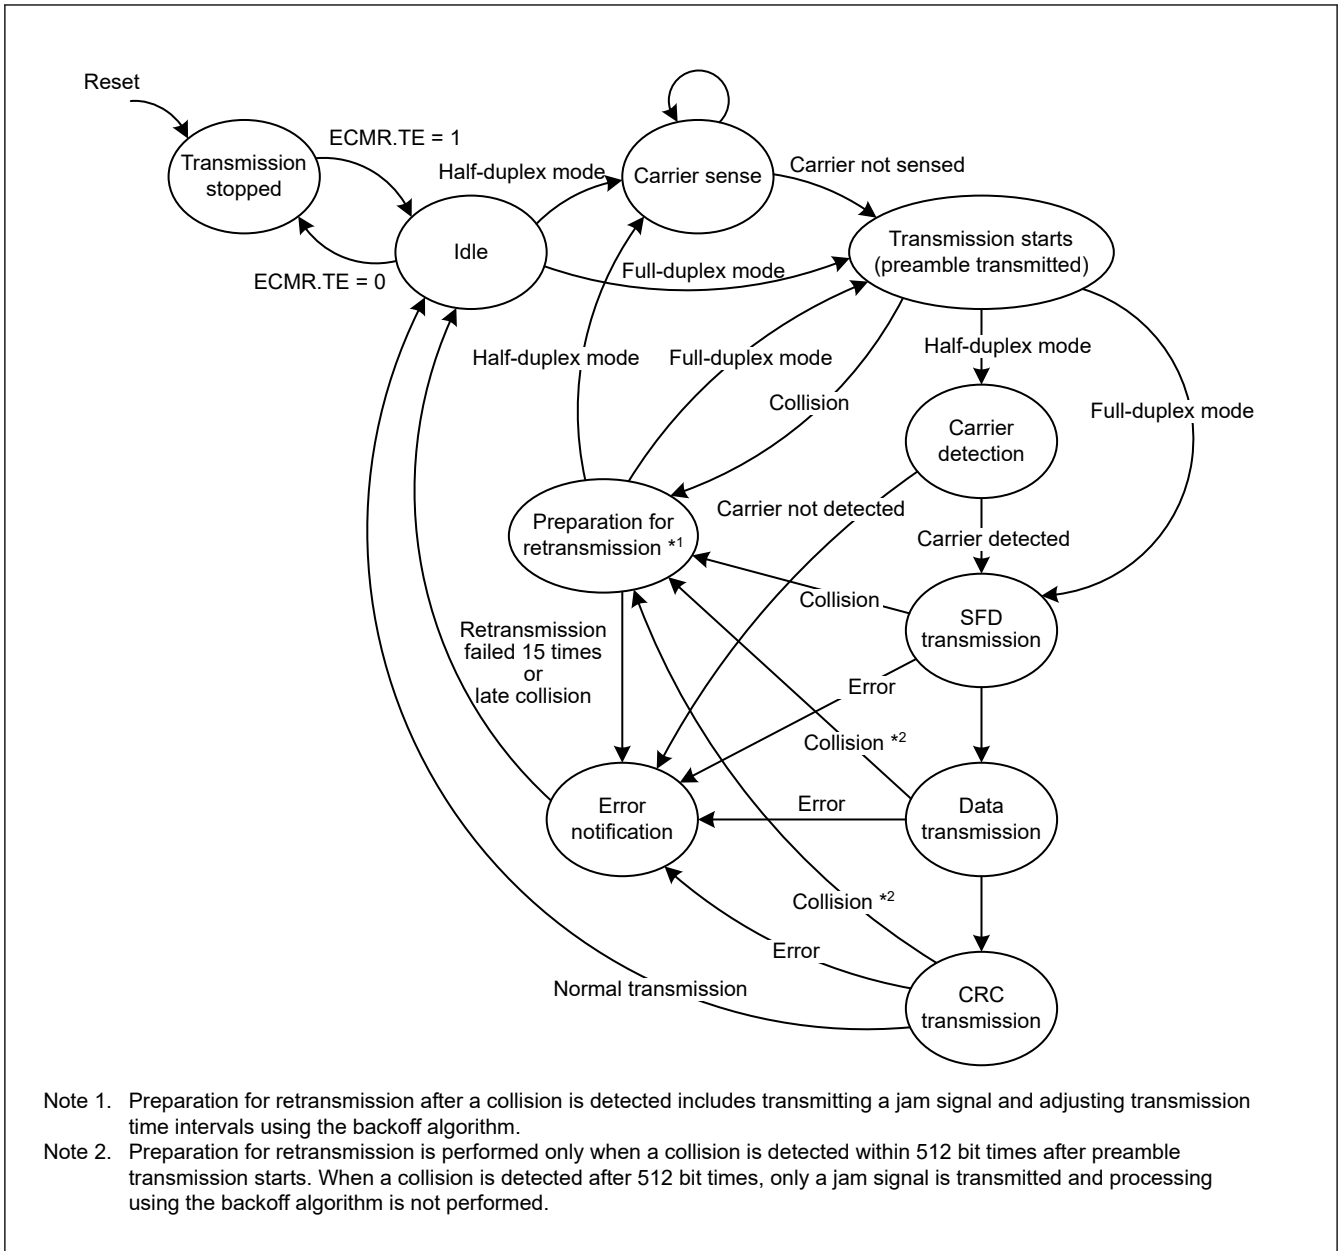 Reset
ECMR.TE = 1
Transmission
stopped
ECMR.TE = 0
Idle
Half-duplex mode
Carrier sense
Carrier not sensed
Full-duplex mode
Transmission starts
(preamble transmitted)
Half-duplex mode
Full-duplex mode
Collision
Half-duplex mode
Full-duplex mode
Carrier
detection
Carrier not detected
Carrier detected
Preparation for
retransmission *1
Collision
SFD
transmission
Retransmission
failed 15 times
or
late collision
Error
Collision *2
Error
notification
Error
Data
transmission
Collision *2
Error
Normal transmission
CRC
transmission
Note 1. Preparation for retransmission after a collision is detected includes transmitting a jam signal and adjusting transmission
time intervals using the backoff algorithm.
Note 2. Preparation for retransmission is performed only when a collision is detected within 512 bit times after preamble
transmission starts. When a collision is detected after 512 bit times, only a jam signal is transmitted and processing
using the backoff algorithm is not performed.